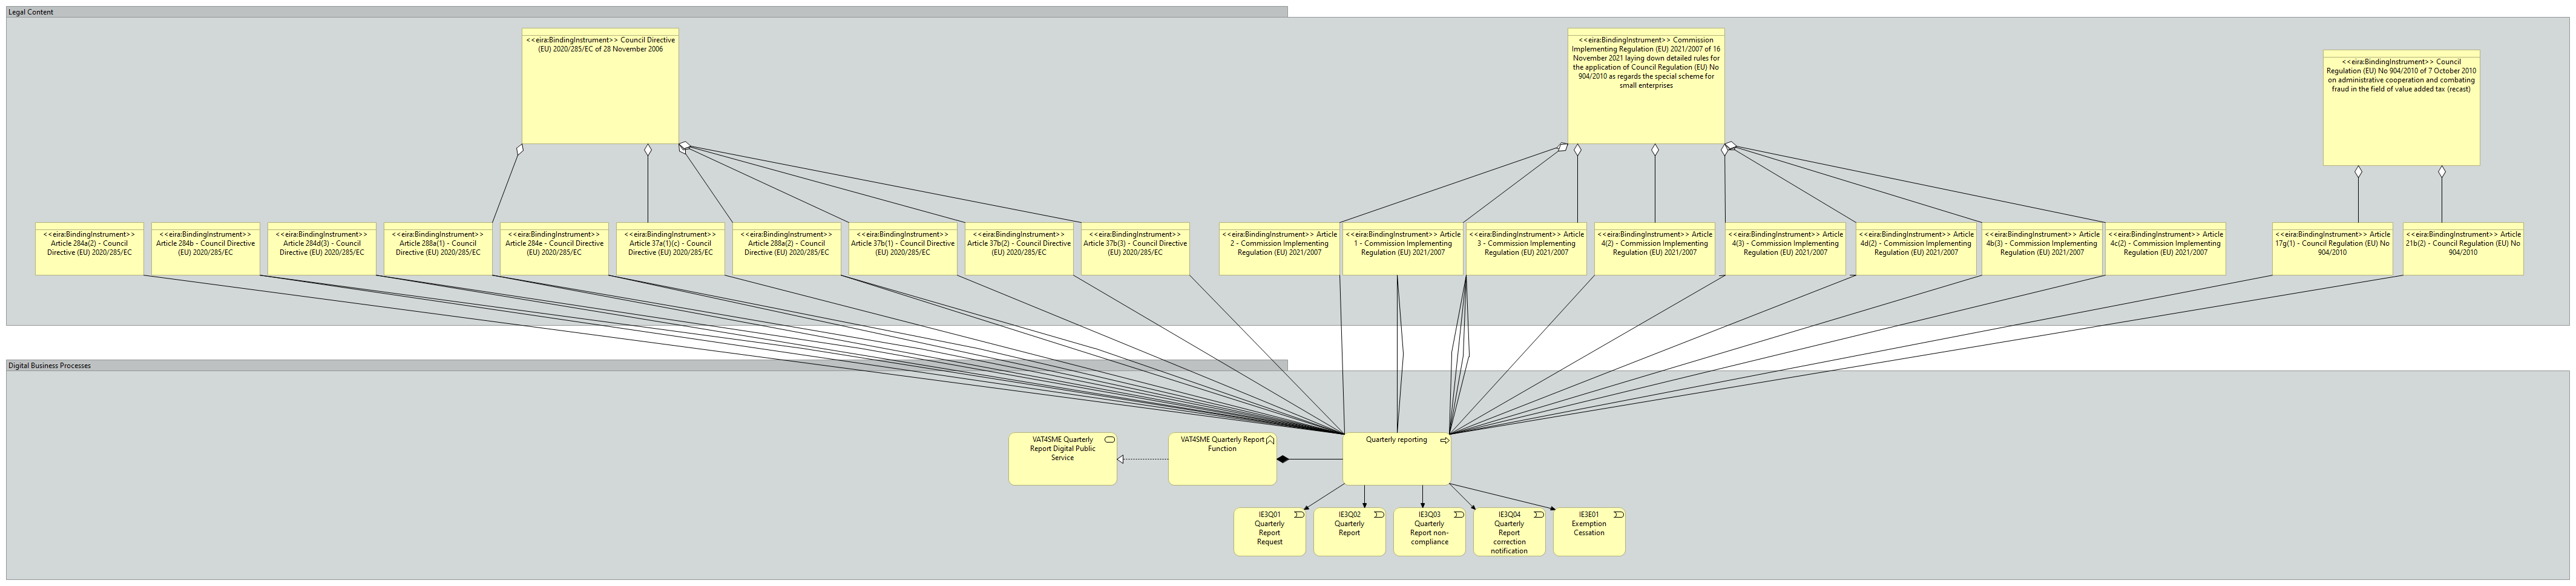 Legal Content
<<eira:BindingInstrument>> Council Directive
(EU) 2020/285/EC of 28 November 2006
<<eira:BindingInstrument>> Commission
Implementing Regulation (EU) 2021/2007 of 16
November 2021 laying down detailed rules for
the application of Council Regulation (EU) No
904/2010 as regards the special scheme for
small enterprises
<<eira:BindingInstrument>> Council
Regulation (EU) No 904/2010 of 7 October 2010
on administrative cooperation and combating
fraud in the field of value added tax (recast)
<<eira:BindingInstrument>>
Article 284a(2) - Council
Directive (EU) 2020/285/EC
<<eira:BindingInstrument>>
Article 284b - Council Directive
(EU) 2020/285/EC
<<eira:BindingInstrument>>
Article 284d(3) - Council
Directive (EU) 2020/285/EC
<<eira:BindingInstrument>>
Article 288a(1) - Council
Directive (EU) 2020/285/EC
<<eira:BindingInstrument>>
Article 284e - Council Directive
(EU) 2020/285/EC
<<eira:BindingInstrument>>
Article 37a(1)(c) - Council
Directive (EU) 2020/285/EC
<<eira:BindingInstrument>>
Article 288a(2) - Council
Directive (EU) 2020/285/EC
<<eira:BindingInstrument>>
Article 37b(1) - Council Directive
(EU) 2020/285/EC
<<eira:BindingInstrument>>
Article 37b(2) - Council Directive
(EU) 2020/285/EC
<<eira:BindingInstrument>>
Article 37b(3) - Council Directive
(EU) 2020/285/EC
<<eira:BindingInstrument>> Article
2 - Commission Implementing
Regulation (EU) 2021/2007
<<eira:BindingInstrument>> Article
1 - Commission Implementing
Regulation (EU) 2021/2007
<<eira:BindingInstrument>> Article
3 - Commission Implementing
Regulation (EU) 2021/2007
<<eira:BindingInstrument>> Article
4(2) - Commission Implementing
Regulation (EU) 2021/2007
<<eira:BindingInstrument>> Article
4(3) - Commission Implementing
Regulation (EU) 2021/2007
<<eira:BindingInstrument>> Article
4d(2) - Commission Implementing
Regulation (EU) 2021/2007
<<eira:BindingInstrument>> Article
4b(3) - Commission Implementing
Regulation (EU) 2021/2007
<<eira:BindingInstrument>> Article
4c(2) - Commission Implementing
Regulation (EU) 2021/2007
<<eira:BindingInstrument>> Article
17g(1) - Council Regulation (EU) No
904/2010
<<eira:BindingInstrument>> Article
21b(2) - Council Regulation (EU) No
904/2010
Digital Business Processes
VAT4SME Quarterly
Report Digital Public
Service
VAT4SME Quarterly Report
Function
Quarterly reporting
IE3Q01
Quarterly
Report
Request
IE3Q02
Quarterly
Report
IE3Q03
Quarterly
Report non-
compliance
IE3Q04
Quarterly
Report
correction
notification
IE3E01
Exemption
Cessation